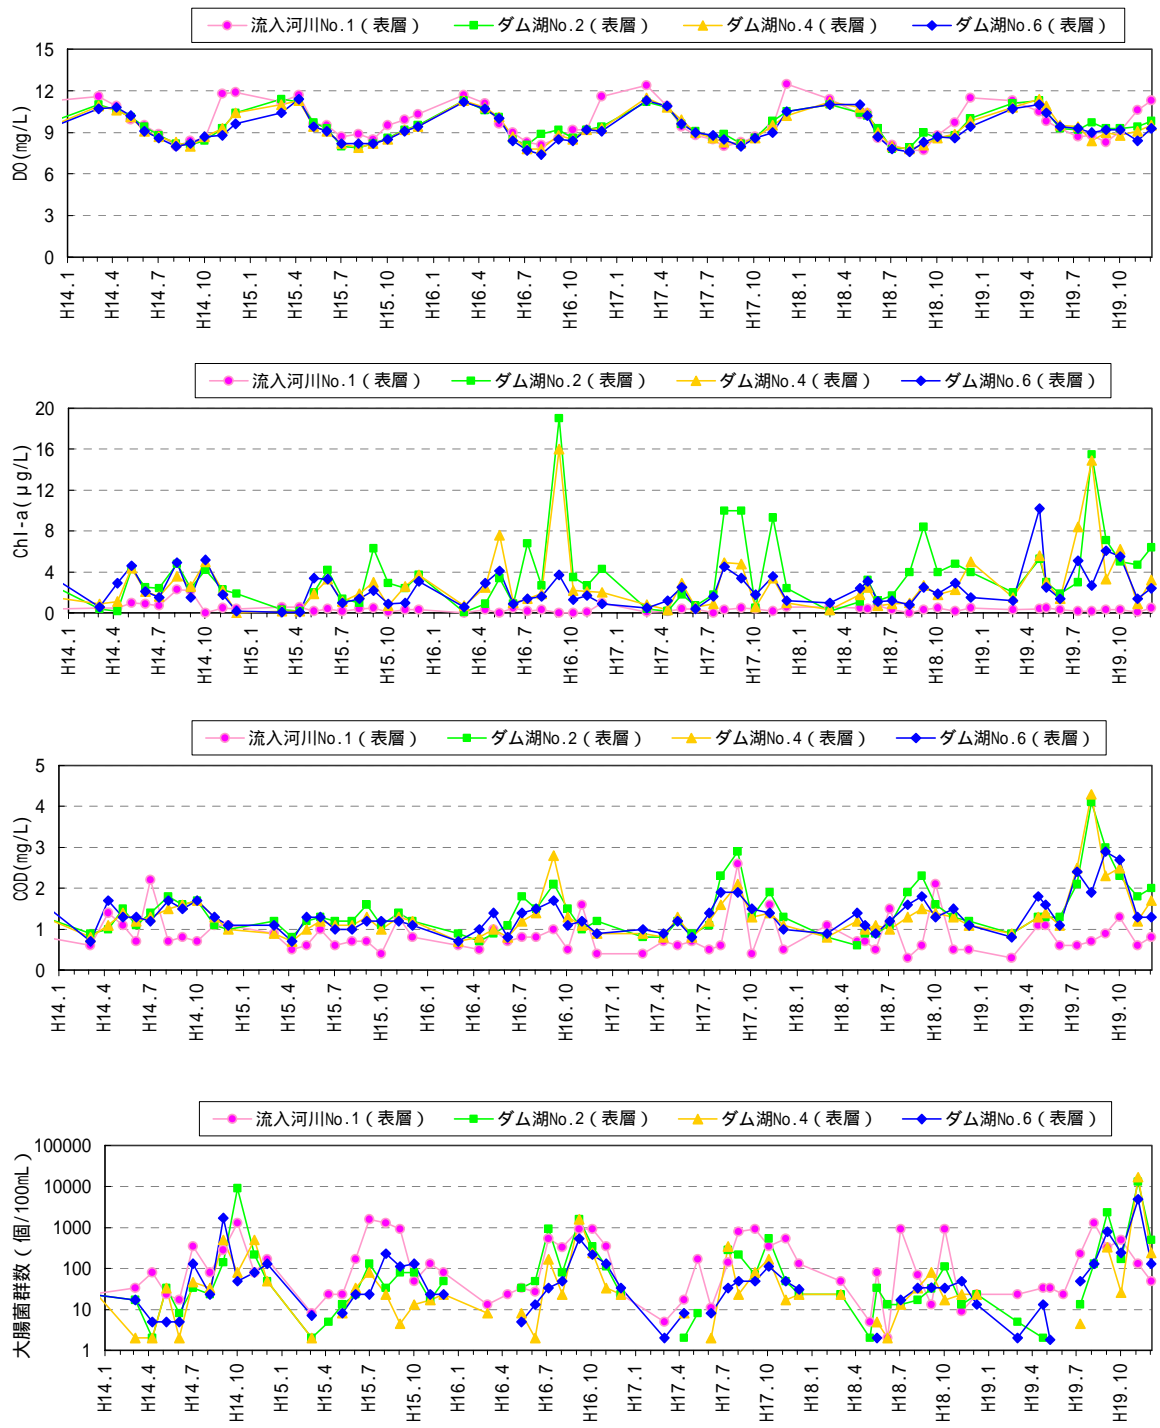 流入河川No.1(表層) ダム湖No.2(表層) ダム湖No.4(表層) ダム湖No.6(表層)
DO(mg/L)
15
12
9
6
3
0
H14.1 H14.4 H14.7 H14.10 H15.1 H15.4 H15.7 H15.10 H16.1 H16.4 H16.7 H16.10 H17.1 H17.4 H17.7 H17.10 H18.1 H18.4 H18.7 H18.10 H19.1 H19.4 H19.7 H19.10
流入河川No.1(表層) ダム湖No.2(表層) ダム湖No.4(表層) ダム湖No.6(表層)
Chl-a(μg/L)
20
16
12
8
4
0
H14.1 H14.4 H14.7 H14.10 H15.1 H15.4 H15.7 H15.10 H16.1 H16.4 H16.7 H16.10 H17.1 H17.4 H17.7 H17.10 H18.1 H18.4 H18.7 H18.10 H19.1 H19.4 H19.7 H19.10
流入河川No.1(表層) ダム湖No.2(表層) ダム湖No.4(表層) ダム湖No.6(表層)
COD(mg/L)
5
4
3
2
1
0
H14.1 H14.4 H14.7 H14.10 H15.1 H15.4 H15.7 H15.10 H16.1 H16.4 H16.7 H16.10 H17.1 H17.4 H17.7 H17.10 H18.1 H18.4 H18.7 H18.10 H19.1 H19.4 H19.7 H19.10
流入河川No.1(表層) ダム湖No.2(表層) ダム湖No.4(表層) ダム湖No.6(表層)
大腸菌群数(個/100mL)
100000
10000
1000
100
10
1
H14.1 H14.4 H14.7 H14.10 H15.1 H15.4 H15.7 H15.10 H16.1 H16.4 H16.7 H16.10 H17.1 H17.4 H17.7 H17.10 H18.1 H18.4 H18.7 H18.10 H19.1 H19.4 H19.7 H19.10